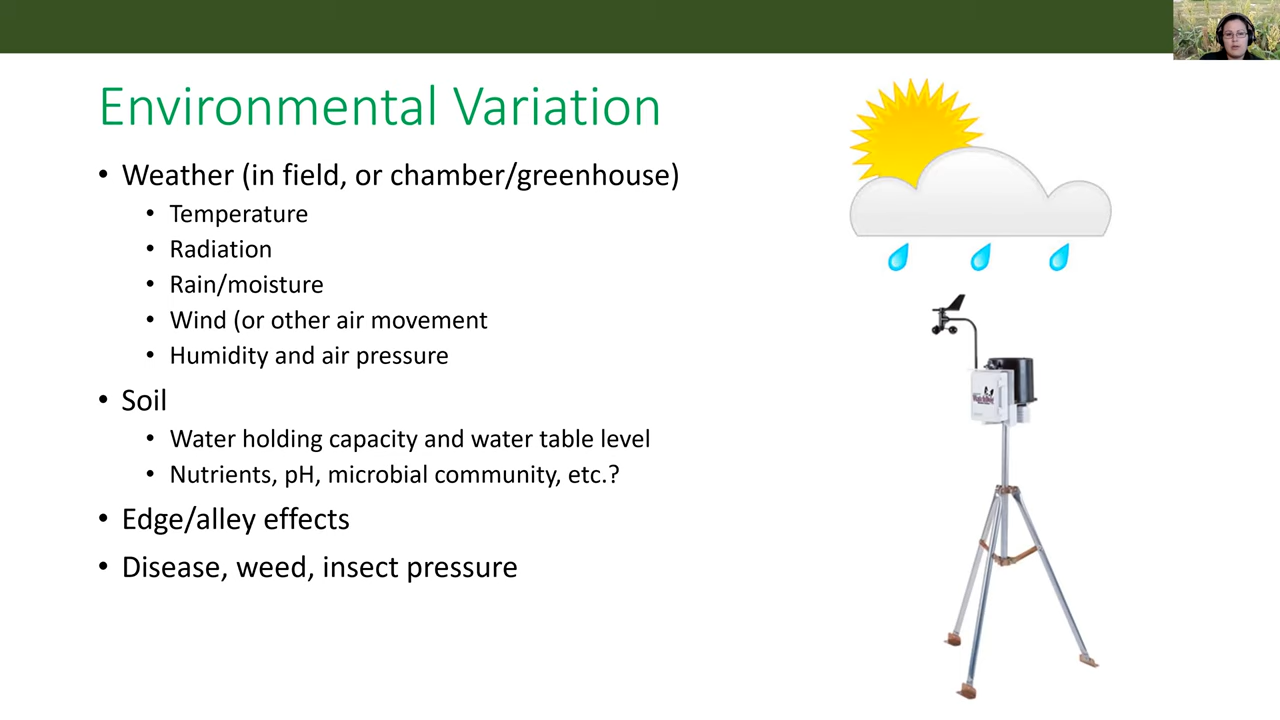 Environmental Variation
• Weather (in field, or chamber/greenhouse)
• Temperature
• Radiation
• Rain/moisture
• Wind (or other air movement
• Humidity and air pressure
• Soil
• Water holding capacity and water table level
• Nutrients, pH, microbial community, etc.?
• Edge/alley effects
• Disease, weed, insect pressure